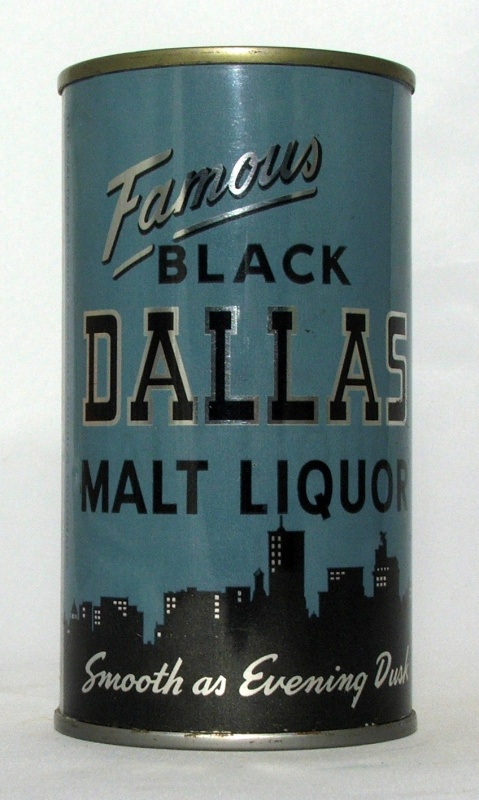 Famous
BLACK
DALLAS
MALT LIQUOR
Smooth as Evening Dusk